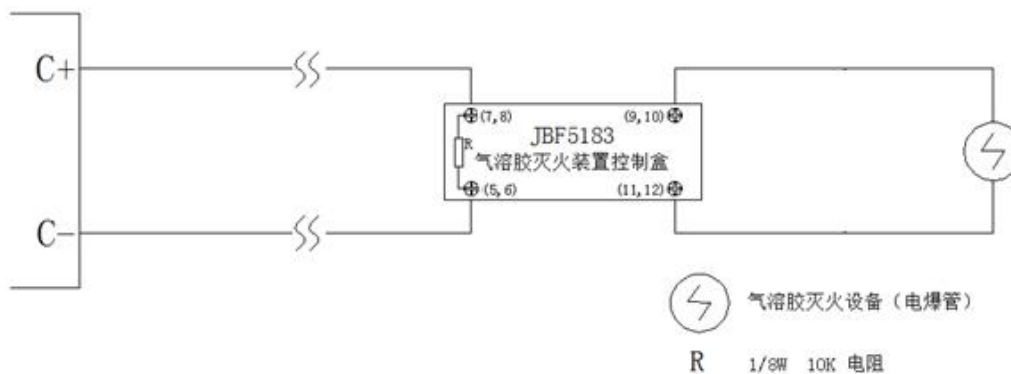 C+
(7,8)
(9,10)
JBF5183
R
气溶胶灭火装置控制盒
(5,6)
(11,12)
C-
气溶胶灭火设备（电爆管）
R 1/8W 10K 电阻